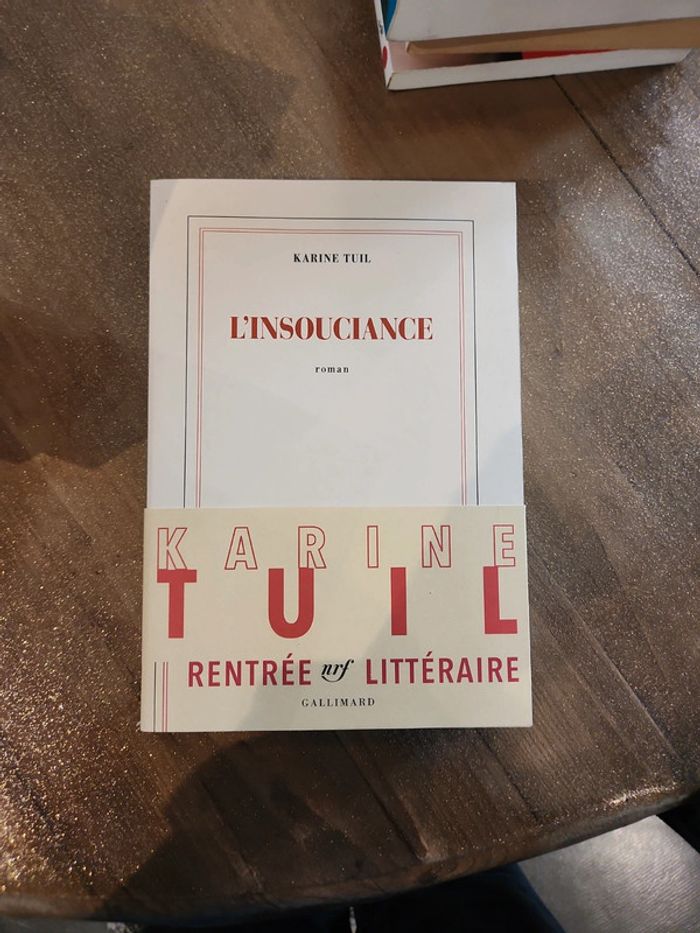 KARINE TUIL
L'INSOUCIANCE
roman
KARINE
TUIL
RENTRÉE nrf LITTÉRAIRE
GALLIMARD